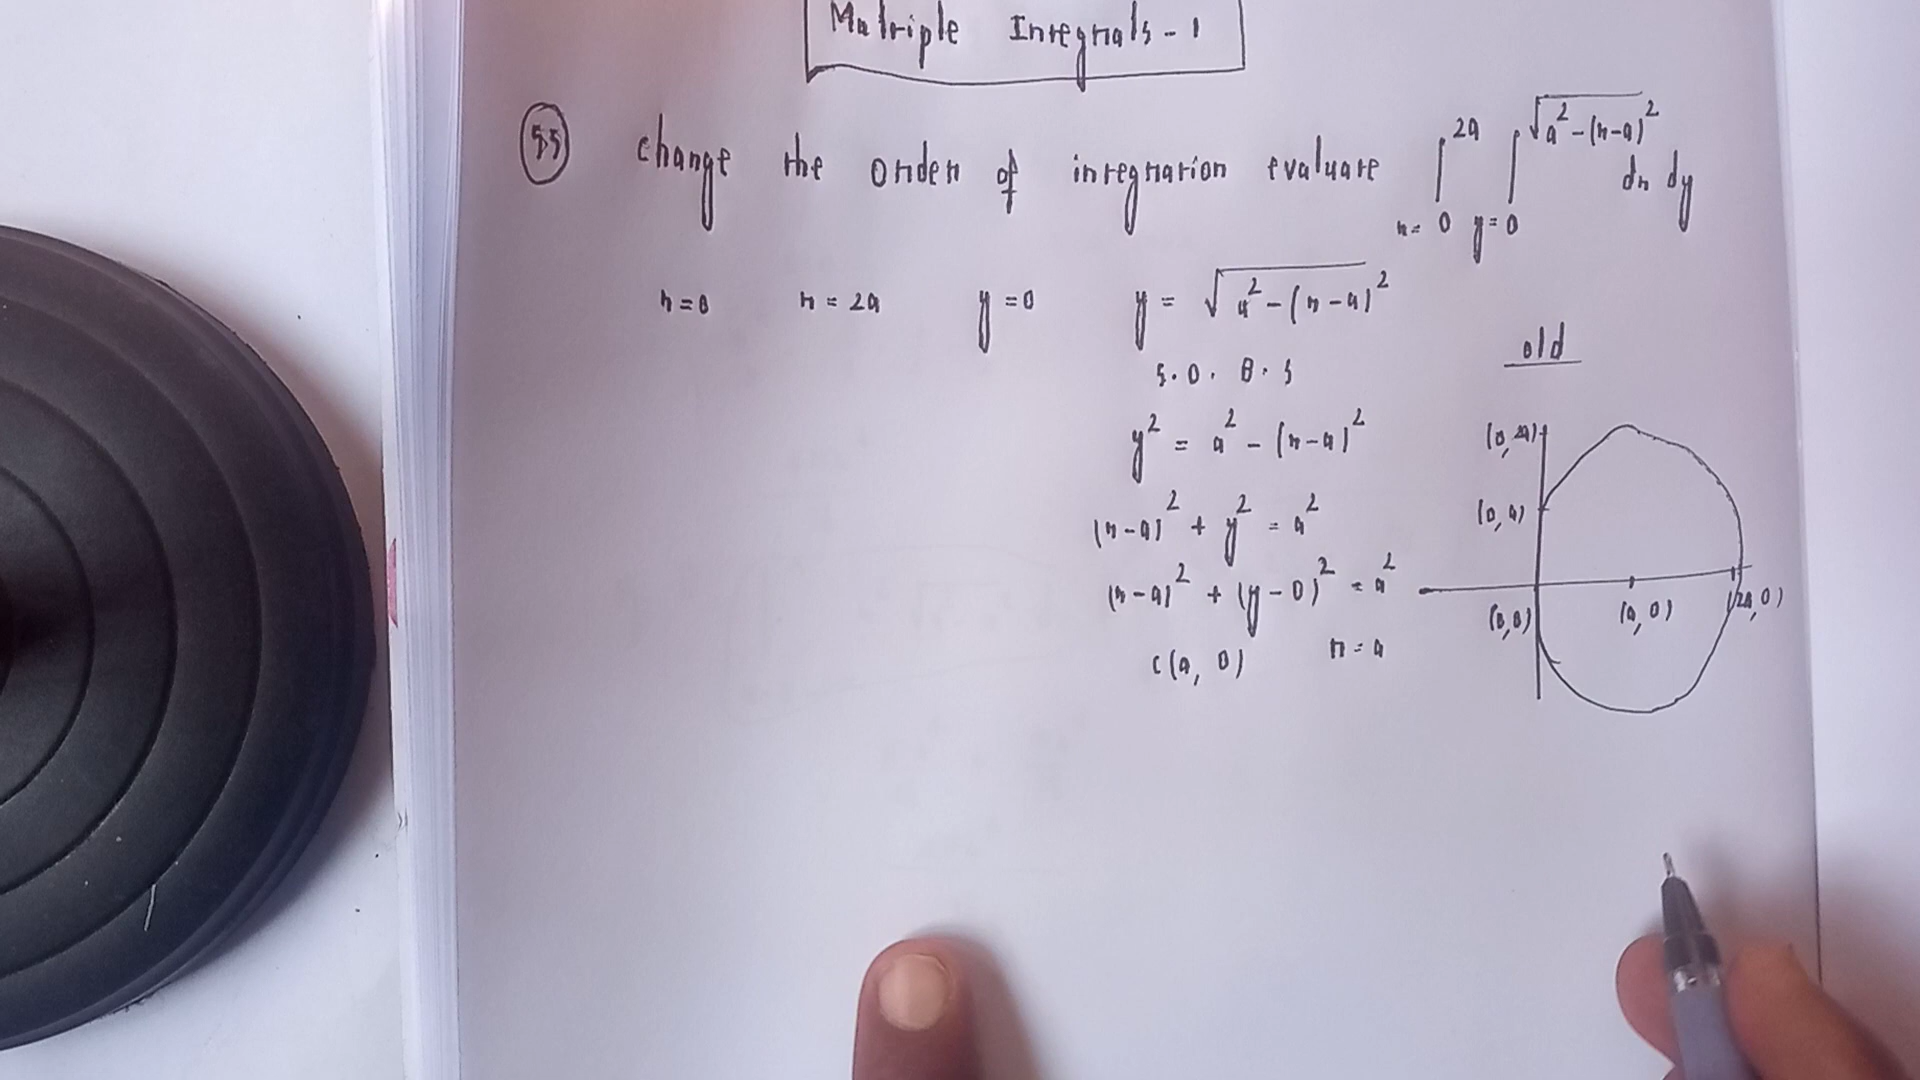 Multiple Integrals - 1
55 change the order of integration evaluate ∫_{x=0}^{2a} ∫_{y=0}^{√(a²-(x-a)²)} dx dy
x=0 x=2a y=0 y = √(a²-(x-a)²)
old
S.O.B.S
y² = a² - (x-a)²
(0,2a)
(x-a)² + y² = a²
(0,a)
(x-a)² + (y-0)² = a²
(0,0) (a,0) (2a,0)
c(a, 0) r = a